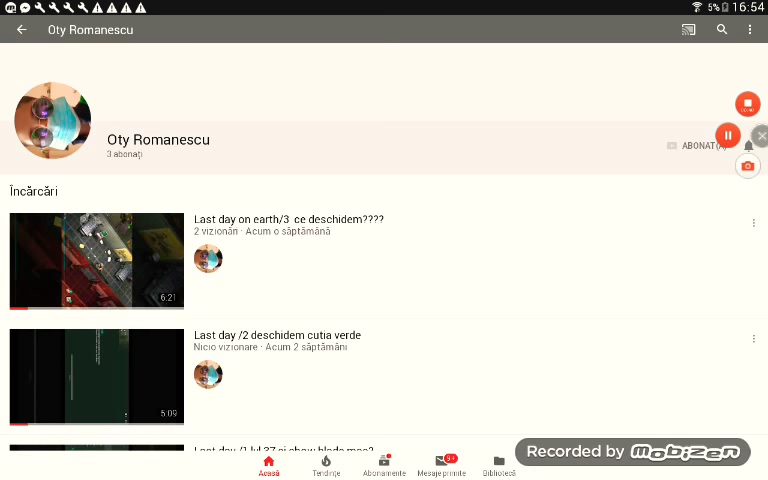 5% 16:54
Oty Romanescu
Oty Romanescu
3 abonați
ABONAT(Ă)
Încărcări
Last day on earth/3 ce deschidem????
2 vizionări · Acum o săptămână
6:21
Last day /2 deschidem cutia verde
Nicio vizionare · Acum 2 săptămâni
5:09
Recorded by mobizen
9+
Acasă Tendințe Abonamente Mesaje primite Bibliotecă